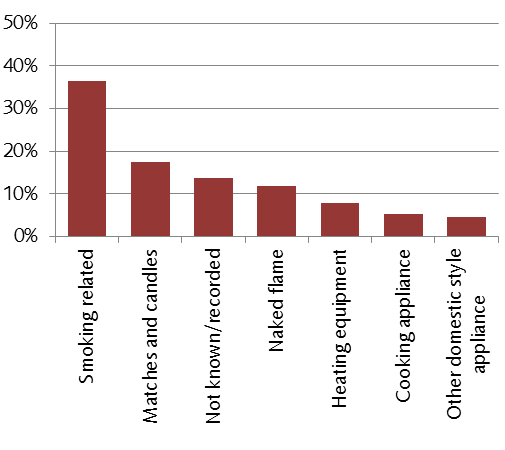 50%
40%
30%
20%
10%
0%
Smoking related
Matches and candles
Not known/recorded
Naked flame
Heating equipment
Cooking appliance
Other domestic style
appliance